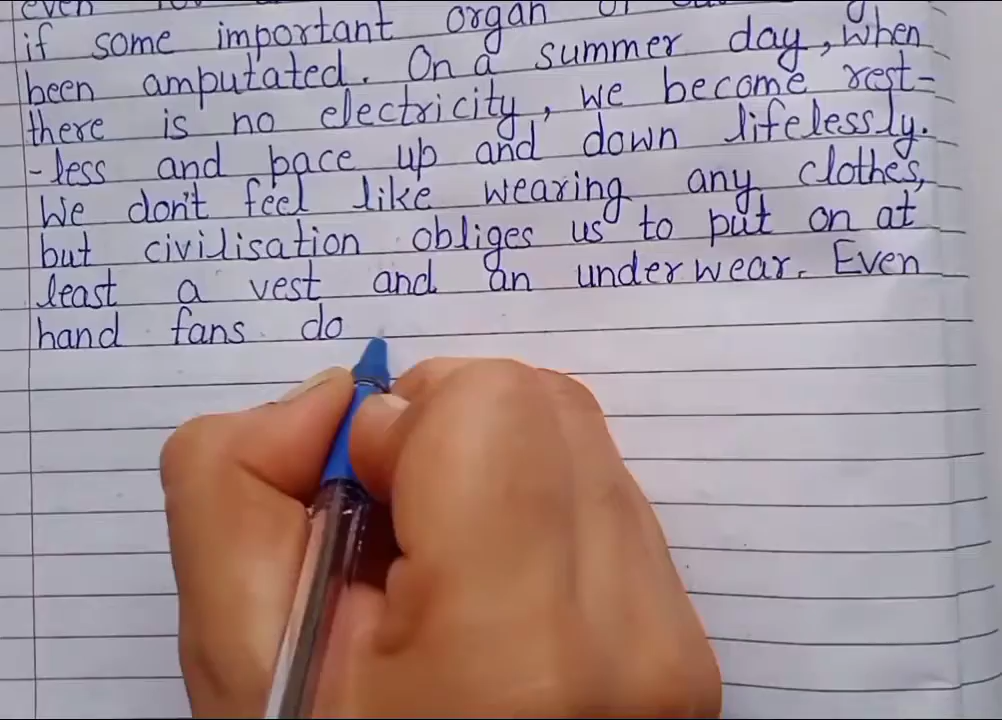 even
if some important organ of
been amputated. On a summer day, when
there is no electricity, we become rest=
-less and pace up and down lifelessly.
We don't feel like wearing any clothes,
but civilisation obliges us to put on at
least a vest and an underwear. Even
hand fans do